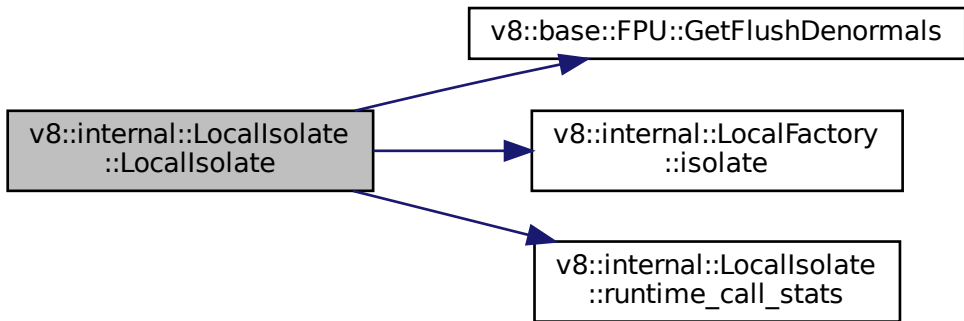 v8::base::FPU::GetFlushDenormals
v8::internal::LocalIsolate
::LocalIsolate
v8::internal::LocalFactory
::isolate
v8::internal::LocalIsolate
::runtime_call_stats